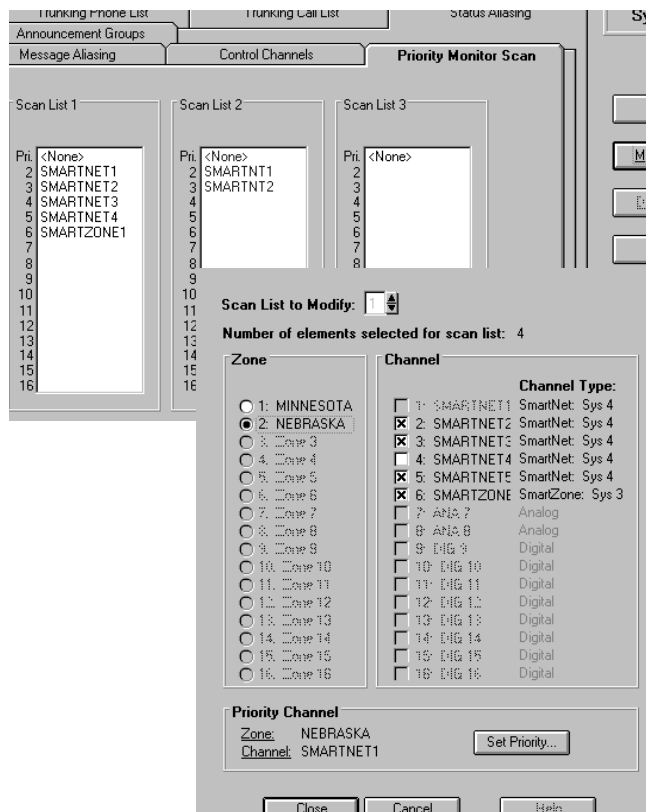 Trunking Phone List Trunking Call List Status Aliasing
Announcement Groups
Message Aliasing Control Channels Priority Monitor Scan
Scan List 1 Scan List 2 Scan List 3
Pri. <None> Pri. <None> Pri. <None>
2 SMARTNET1 2 SMARTNT1 2
3 SMARTNET2 3 SMARTNT2 3
4 SMARTNET3 4 4
5 SMARTNET4 5 5
6 SMARTZONE1 6 6
7 7 7
8 8 8
9
10 10
11 11
12 12
13 13
14 14
15 15
16 16
Scan List to Modify: 1
Number of elements selected for scan list: 4
Zone
1: MINNESOTA
2: NEBRASKA
3. Zone 3
4. Zone 4
5. Zone 5
6. Zone 6
7. Zone 7
8. Zone 8
9. Zone 9
10. Zone 10
11. Zone 11
12. Zone 12
13. Zone 13
14. Zone 14
15. Zone 15
16. Zone 16
Channel
Channel Type:
1: SMARTNET1 SmartNet: Sys 4
2: SMARTNET2 SmartNet: Sys 4
3: SMARTNET3 SmartNet: Sys 4
4: SMARTNET4 SmartNet: Sys 4
5: SMARTNET5 SmartNet: Sys 4
6: SMARTZONE SmartZone: Sys 3
7: ANA 7 Analog
8: ANA 8 Analog
9: DIG 9 Digital
10: DIG 10 Digital
11: DIG 11 Digital
12: DIG 12 Digital
13: DIG 13 Digital
14: DIG 14 Digital
15: DIG 15 Digital
16: DIG 16 Digital
Priority Channel
Zone: NEBRASKA
Channel: SMARTNET1
Set Priority...
Close Cancel Help